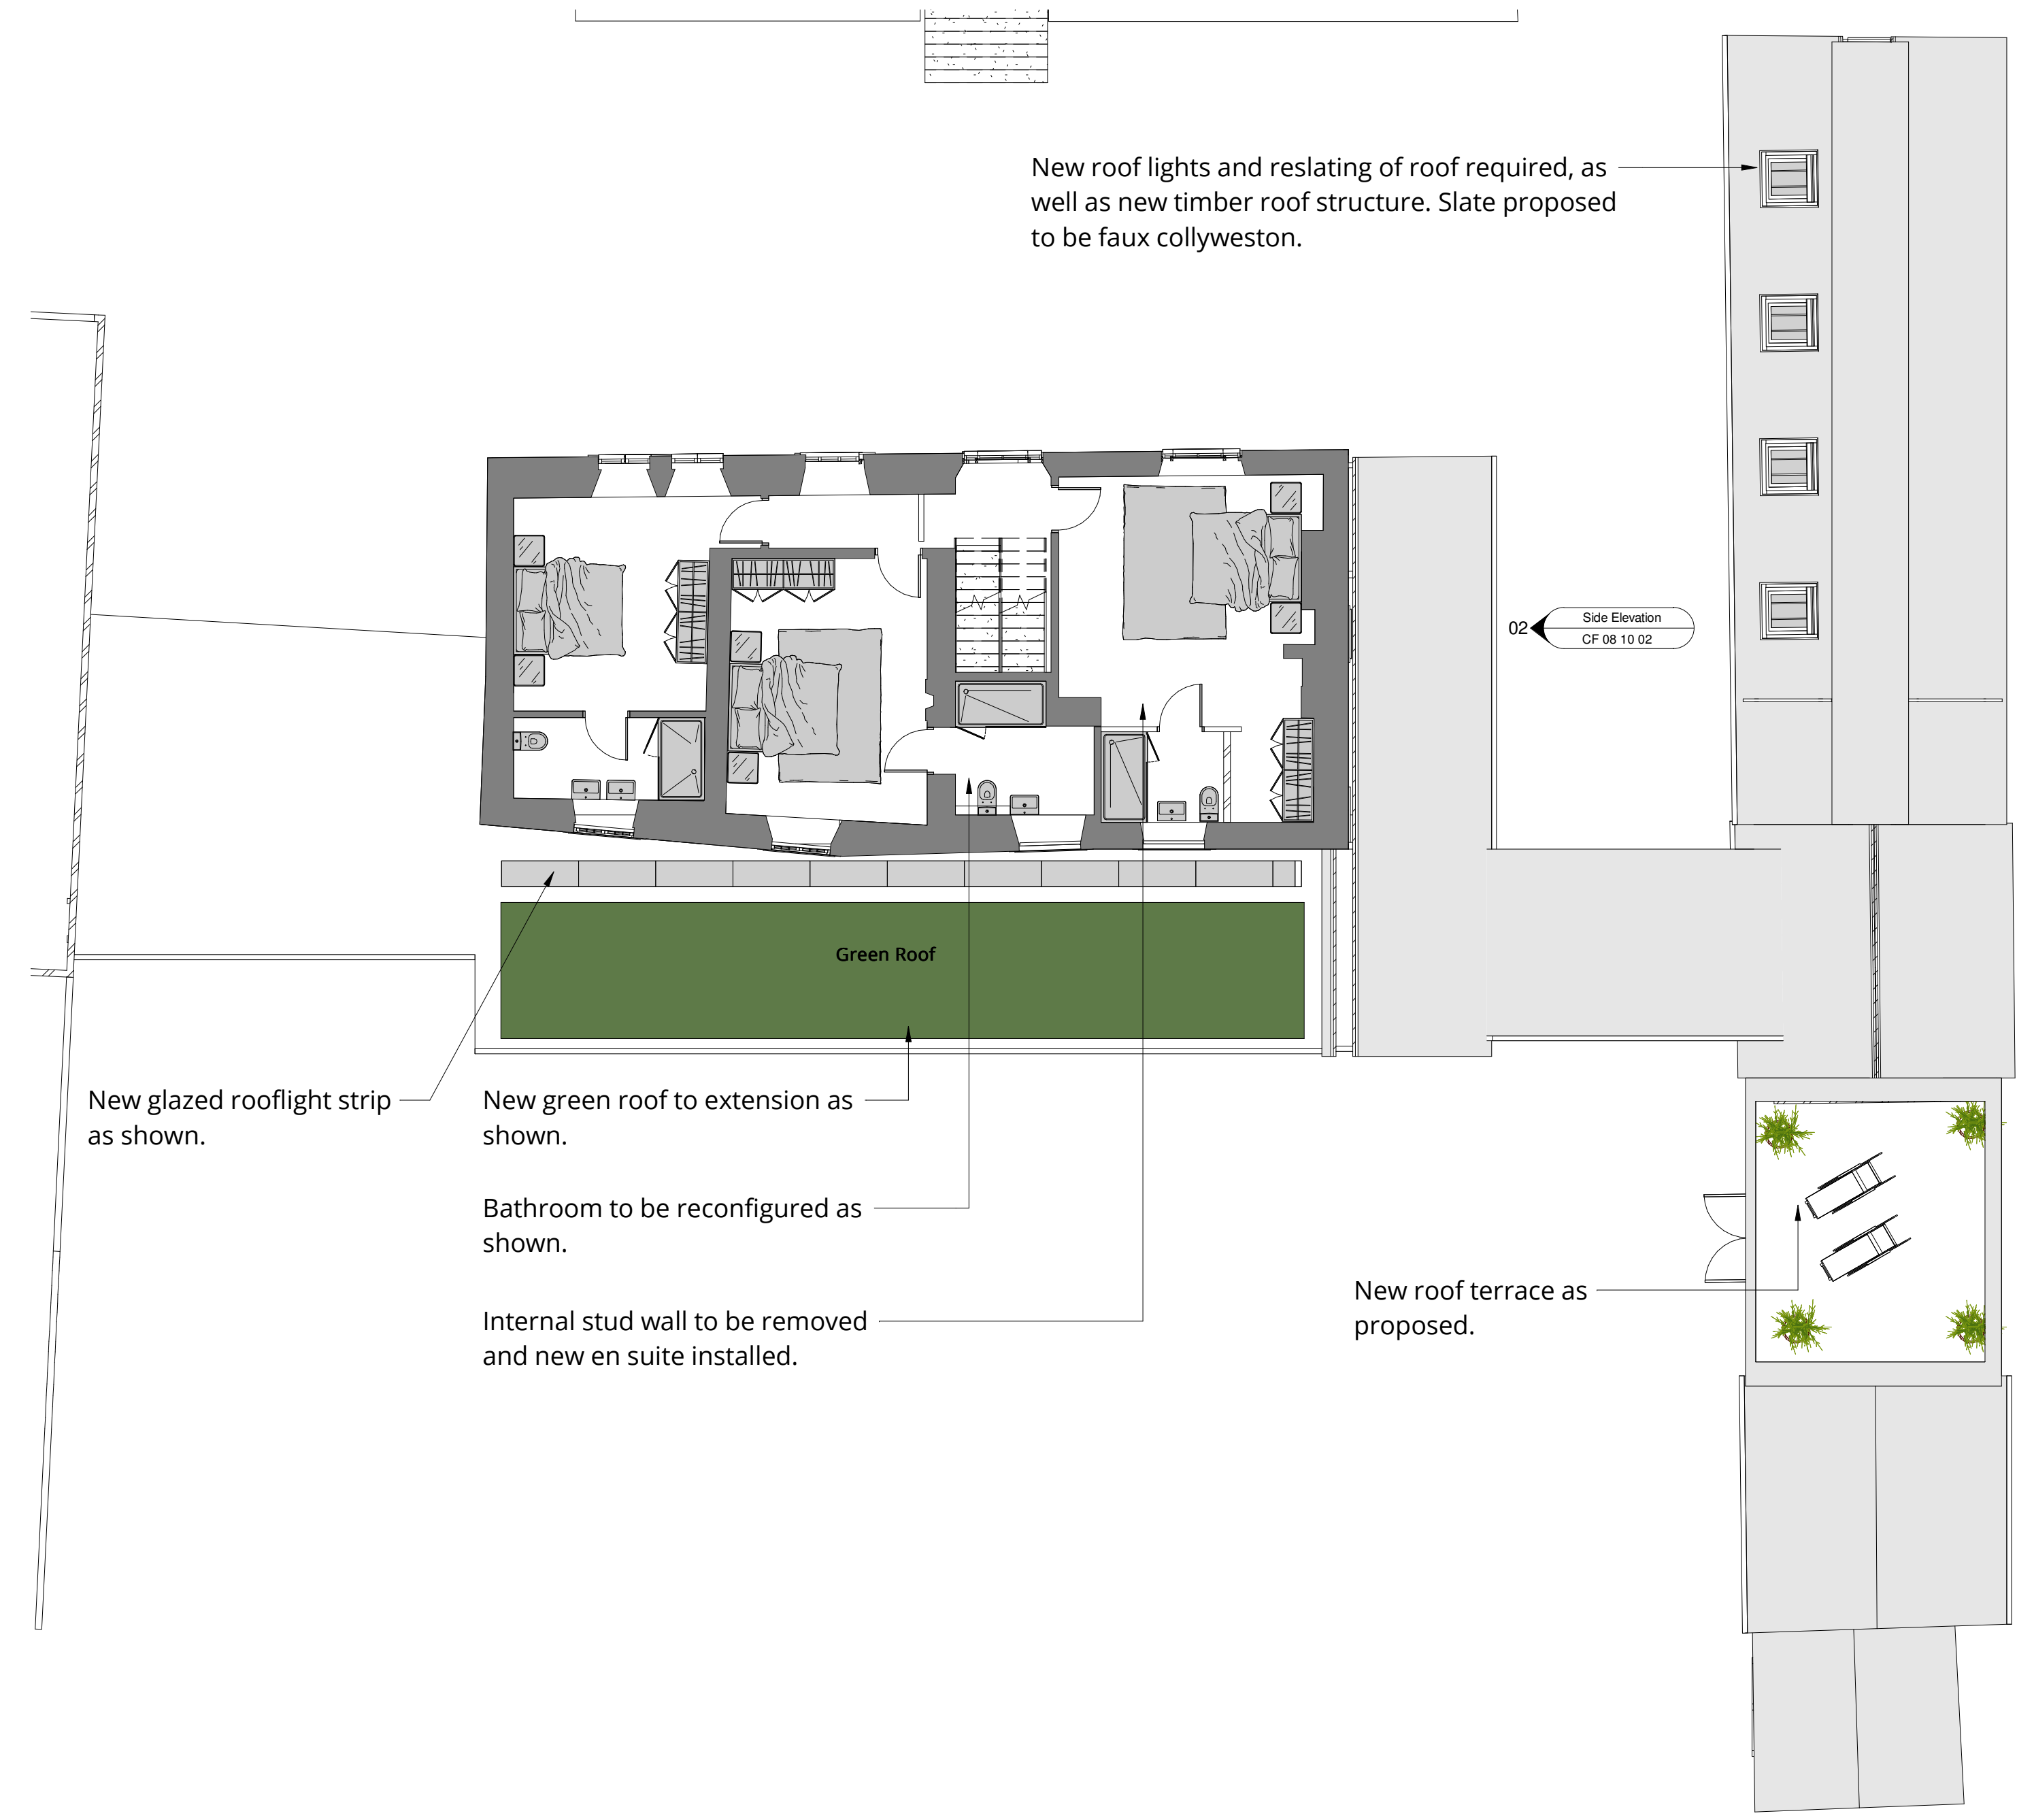 New roof lights and reslating of roof required, as
well as new timber roof structure. Slate proposed
to be faux collyweston.
02
Side Elevation
CF 08 10 02
Green Roof
New glazed rooflight strip
as shown.
New green roof to extension as
shown.
Bathroom to be reconfigured as
shown.
Internal stud wall to be removed
and new en suite installed.
New roof terrace as
proposed.